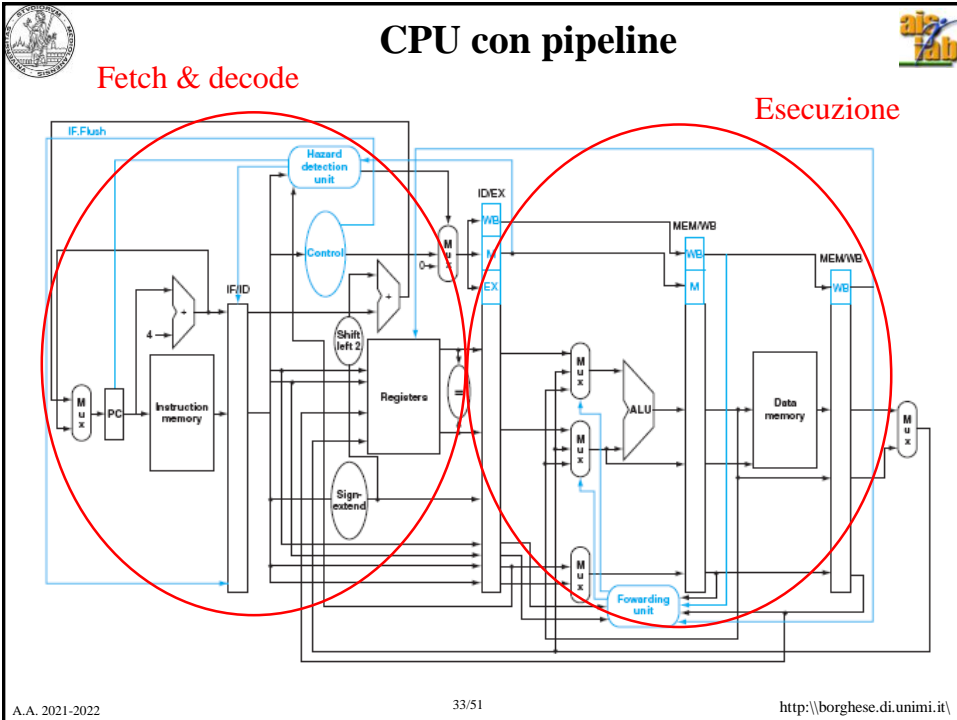 CPU con pipeline
Fetch & decode
Esecuzione
IF.Flush
Hazard
detection
unit
ID/EX
WB
M
EX
Control
M
u
x
0
MEM/WB
WB
M
MEM/WB
WB
IF/ID
+
4
+
Shift
left 2
M
u
x
PC
Instruction
memory
Registers
=
Sign-
extend
M
u
x
M
u
x
ALU
Data
memory
M
u
x
M
u
x
Fowarding
unit
A.A. 2021-2022
33/51
http:\\borghese.di.unimi.it\